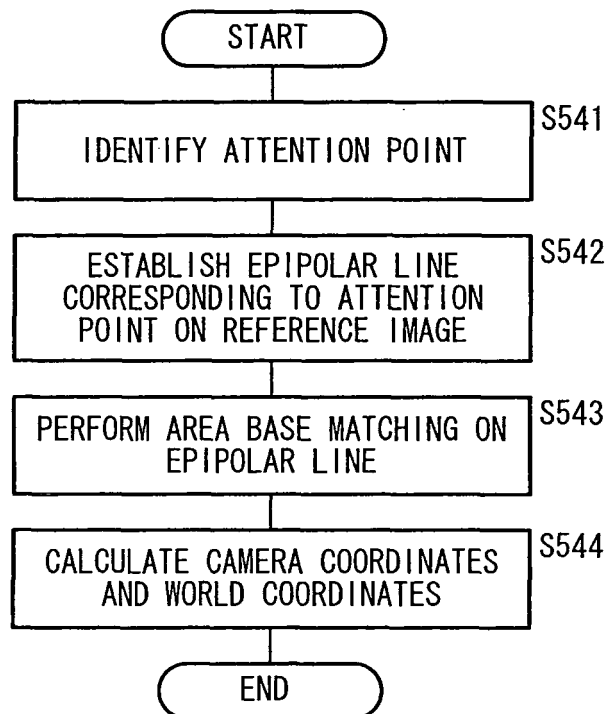 START
S541
IDENTIFY ATTENTION POINT
S542
ESTABLISH EPIPOLAR LINE
CORRESPONDING TO ATTENTION
POINT ON REFERENCE IMAGE
S543
PERFORM AREA BASE MATCHING ON
EPIPOLAR LINE
S544
CALCULATE CAMERA COORDINATES
AND WORLD COORDINATES
END